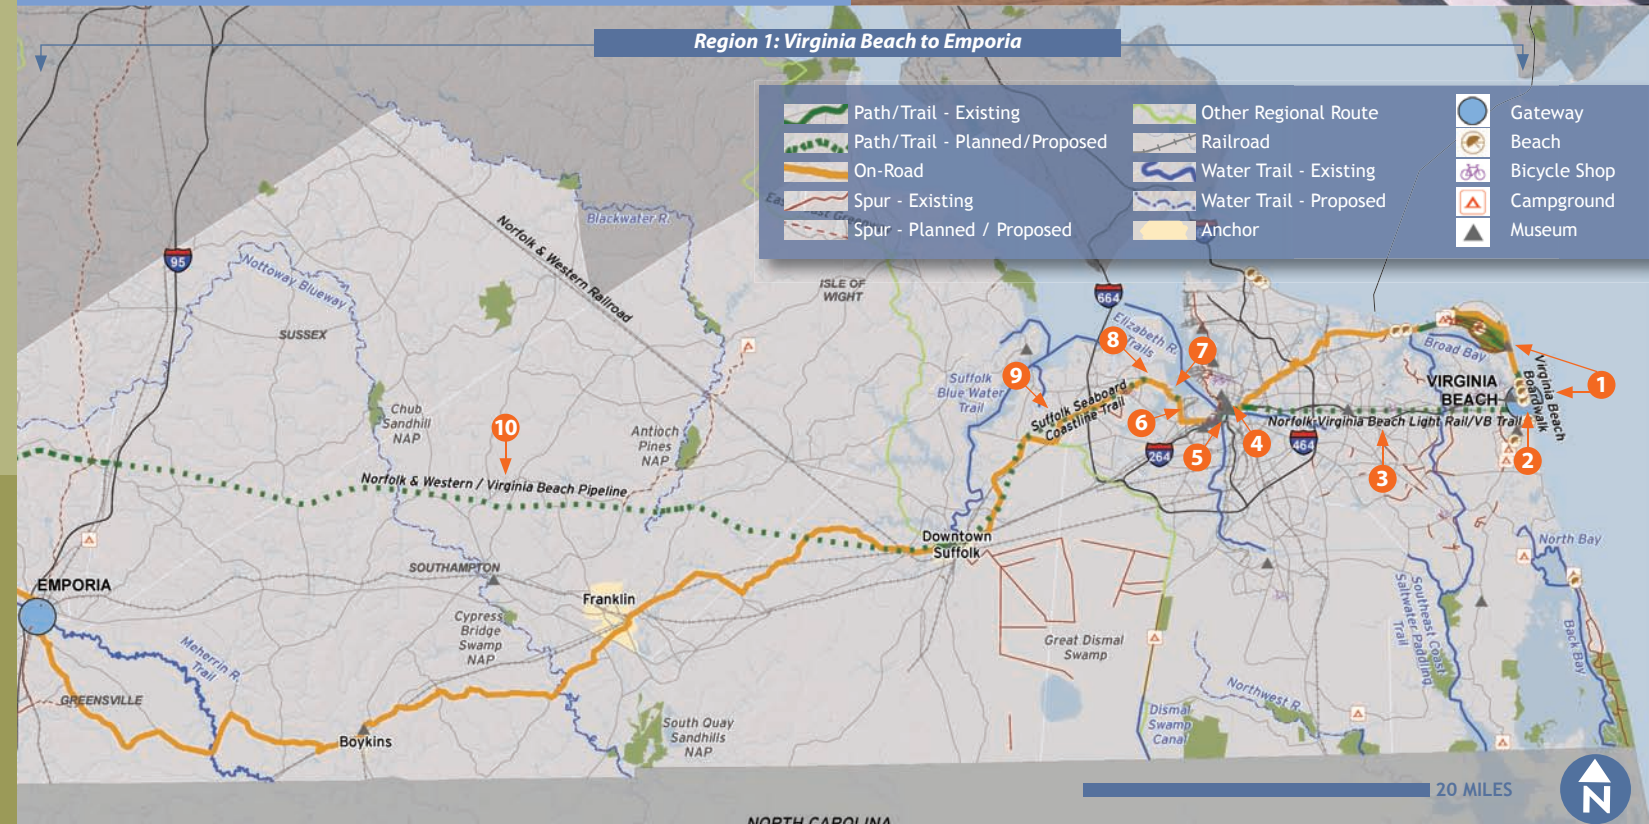 Region 1: Virginia Beach to Emporia
Path/Trail - Existing
Path/Trail - Planned/Proposed
On-Road
Spur - Existing
Spur - Planned / Proposed
Other Regional Route
Railroad
Water Trail - Existing
Water Trail - Proposed
Anchor
Gateway
Beach
Bicycle Shop
Campground
Museum
Blackwater R.
Norfolk & Western Railroad
95
Nottoway Blueway
SUSSEX
ISLE OF
WIGHT
664
Elizabeth R.
Trails
8
7
9
Suffolk
Blue Water
Trail
Suffolk Seaboard
Coastline Trail
6
5
4
264
464
Broad Bay
VIRGINIA
BEACH
Virginia Beach
Boardwalk
1
Norfolk-Virginia Beach Light Rail/VB Trail
2
3
Chub
Sandhill
NAP
10
Antioch
Pines
NAP
Norfolk & Western / Virginia Beach Pipeline
Downtown
Suffolk
North Bay
EMPORIA
SOUTHAMPTON
Franklin
Cypress
Bridge
Swamp
NAP
Great Dismal
Swamp
Southeast Coast
Saltwater Paddling
Trail
Back Bay
Meherrin R.
Trail
GREENSVILLE
Northwest R.
Boykins
South Quay
Sandhills
NAP
Dismal
Swamp
Canal
20 MILES
N
NORTH CAROLINA